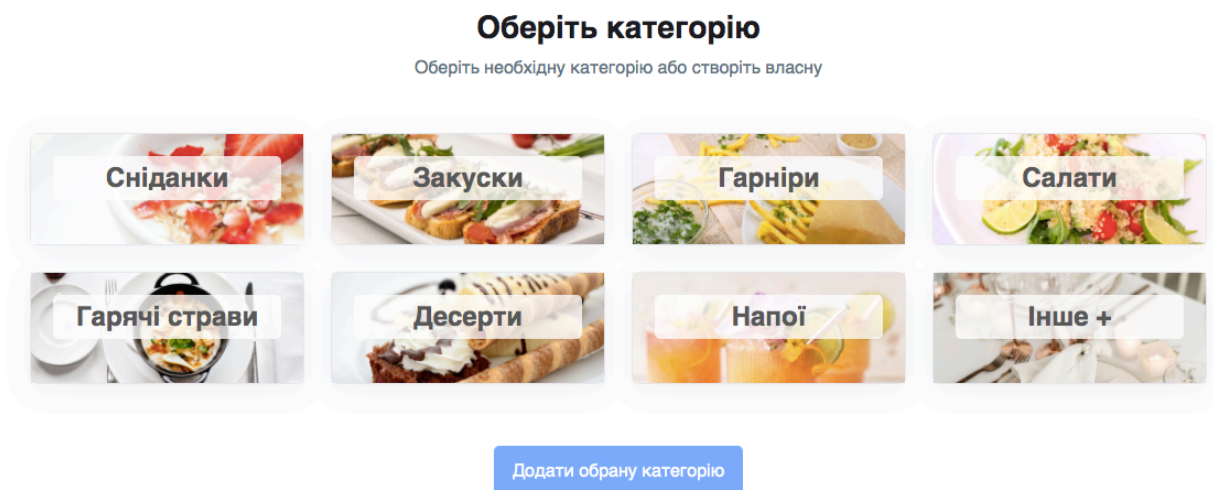 Оберіть категорію
Оберіть необхідну категорію або створіть власну
Сніданки
Закуски
Гарніри
Салати
Гарячі страви
Десерти
Напої
Інше +
Додати обрану категорію